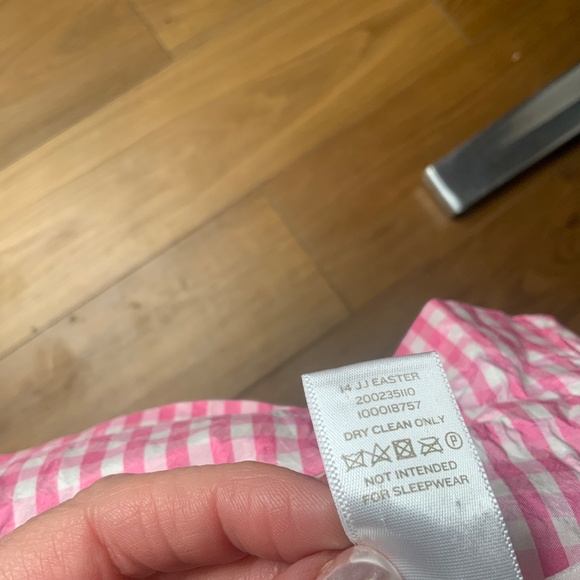 14 JJ EASTER
200235110
100018757
DRY CLEAN ONLY
P
NOT INTENDED
FOR SLEEPWEAR